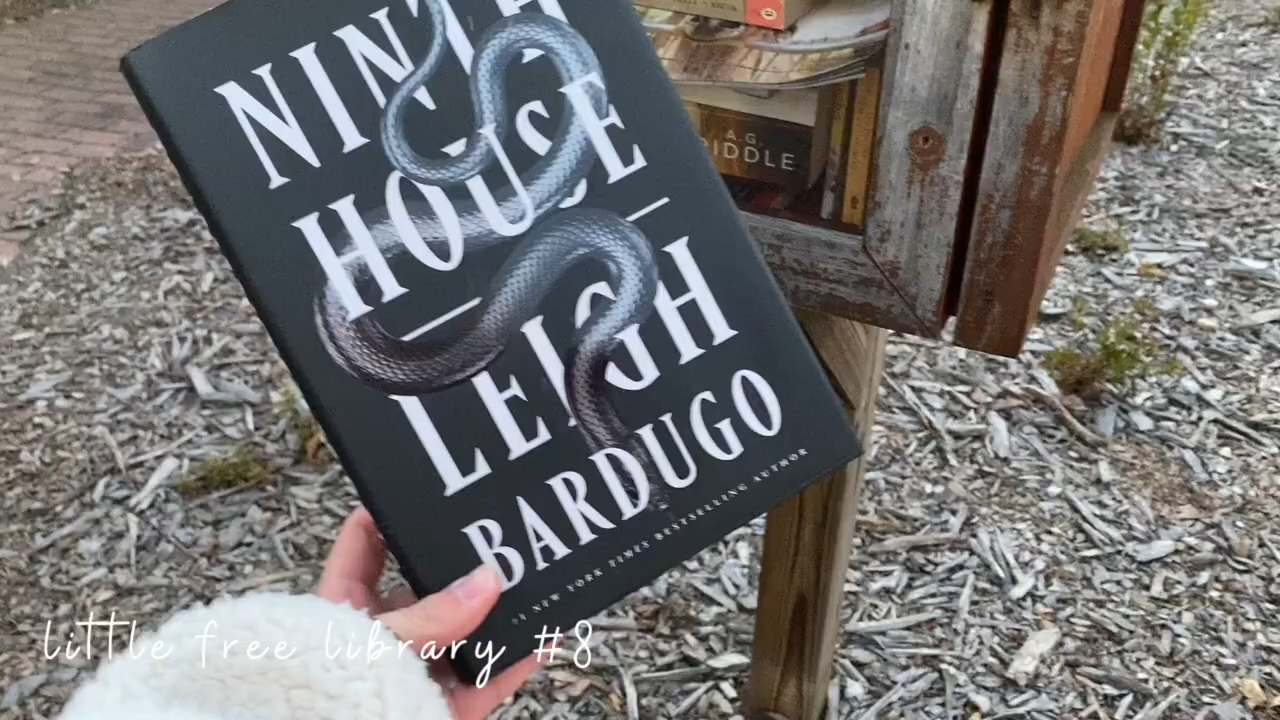 NINTH
HOUSE
LEIGH
BARDUGO
#1 NEW YORK TIMES BESTSELLING AUTHOR
A.G.
RIDDLE
little free library #8